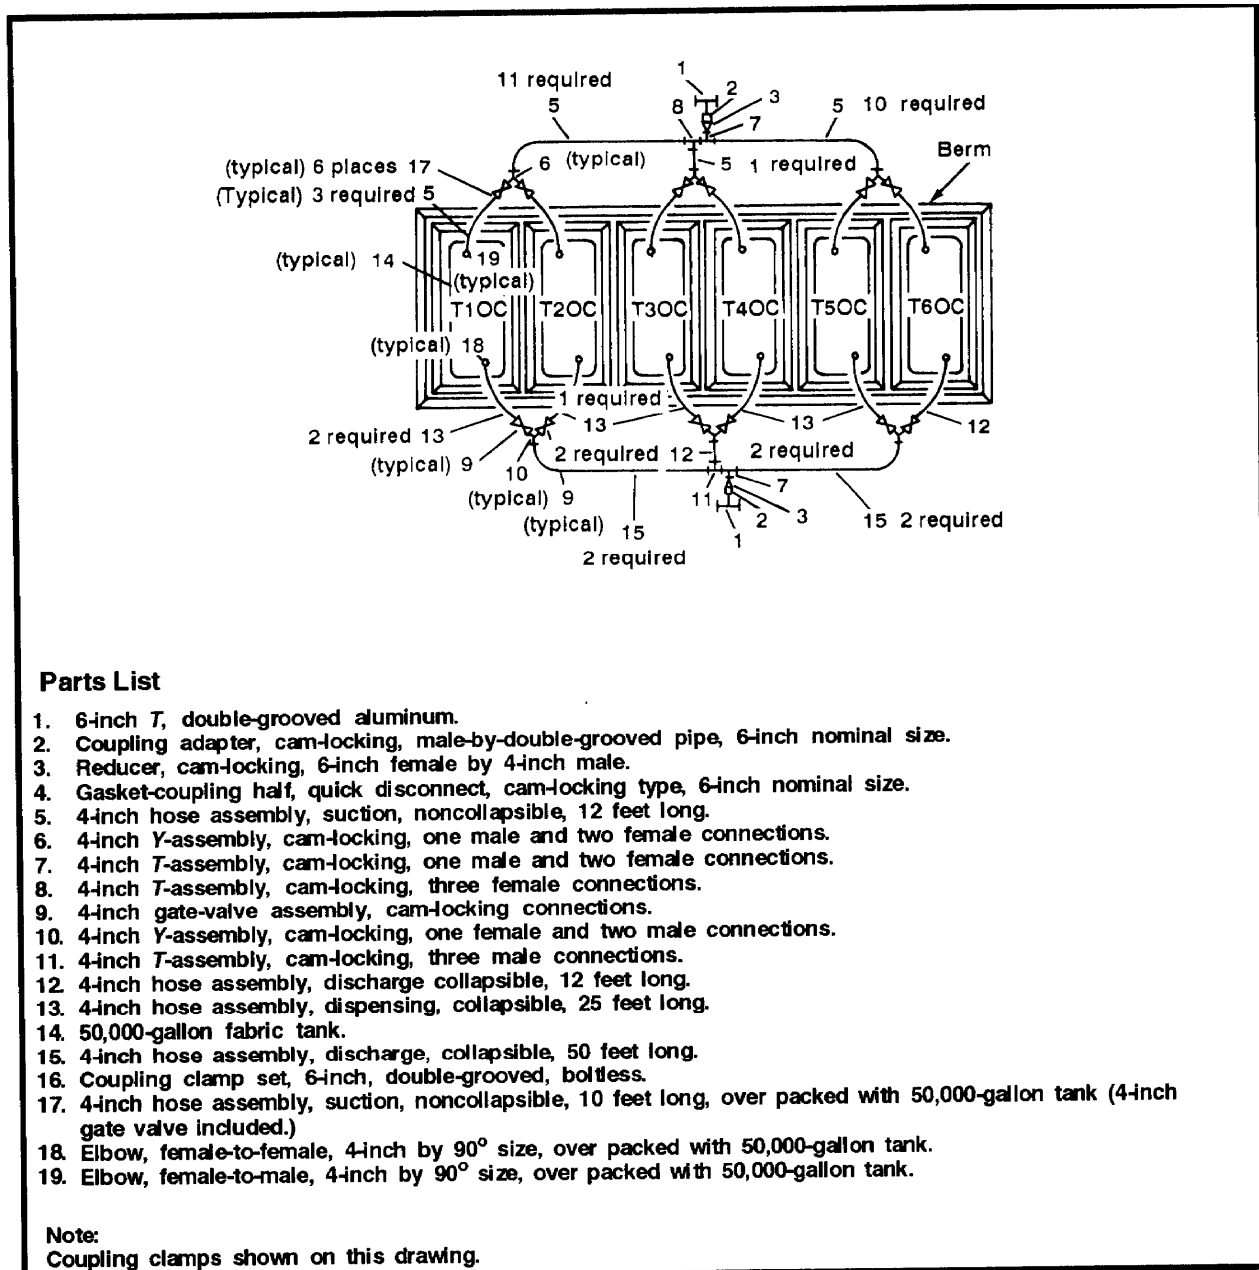 1
11 required
2
5
8
3
5 10 required
7
(typical) 6 places 17
6 (typical)
5 1 required
Berm
(Typical) 3 required 5
(typical) 14
19
(typical)
T1OC
T2OC
T3OC
T4OC
T5OC
T6OC
(typical) 18
1 required
2 required 13
13
13
12
(typical) 9
2 required 12
2 required
10
(typical) 9
11
7
(typical)
15
2
3
15 2 required
1
2 required
Parts List
1. 6-inch T, double-grooved aluminum.
2. Coupling adapter, cam-locking, male-by-double-grooved pipe, 6-inch nominal size.
3. Reducer, cam-locking, 6-inch female by 4-inch male.
4. Gasket-coupling half, quick disconnect, cam-locking type, 6-inch nominal size.
5. 4-inch hose assembly, suction, noncollapsible, 12 feet long.
6. 4-inch Y-assembly, cam-locking, one male and two female connections.
7. 4-inch T-assembly, cam-locking, one male and two female connections.
8. 4-inch T-assembly, cam-locking, three female connections.
9. 4-inch gate-valve assembly, cam-locking connections.
10. 4-inch Y-assembly, cam-locking, one female and two male connections.
11. 4-inch T-assembly, cam-locking, three male connections.
12. 4-inch hose assembly, discharge collapsible, 12 feet long.
13. 4-inch hose assembly, dispensing, collapsible, 25 feet long.
14. 50,000-gallon fabric tank.
15. 4-inch hose assembly, discharge, collapsible, 50 feet long.
16. Coupling clamp set, 6-inch, double-grooved, boltless.
17. 4-inch hose assembly, suction, noncollapsible, 10 feet long, over packed with 50,000-gallon tank (4-inch
gate valve included.)
18. Elbow, female-to-female, 4-inch by 90° size, over packed with 50,000-gallon tank.
19. Elbow, female-to-male, 4-inch by 90° size, over packed with 50,000-gallon tank.
Note:
Coupling clamps shown on this drawing.